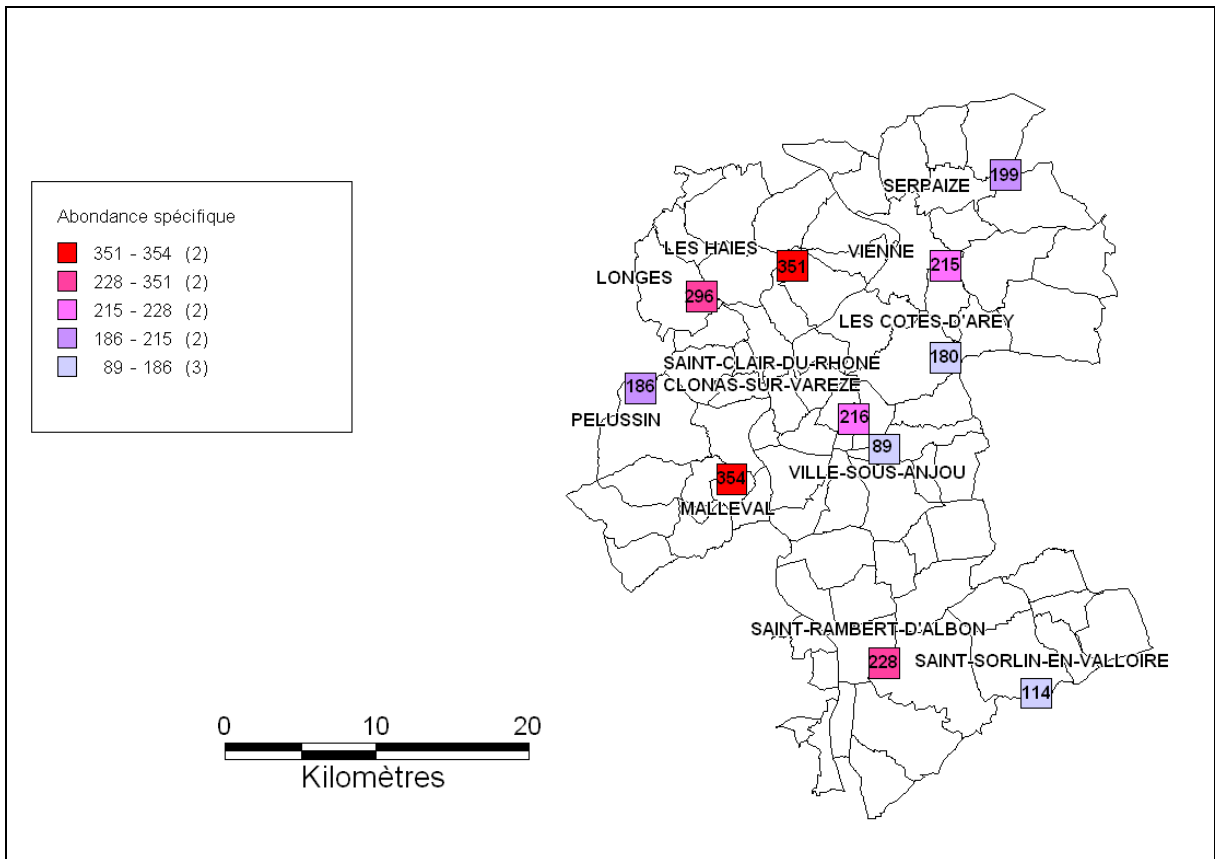 Abondance spécifique
351 - 354 (2)
228 - 351 (2)
215 - 228 (2)
186 - 215 (2)
89 - 186 (3)
SERPAIZE
199
LES HAIES
351
VIENNE
215
LONGES
296
LES COTES-D'AREY
180
SAINT-CLAIR-DU-RHONE
CLONAS-SUR-VAREZE
186
PELUSSIN
216
89
VILLE-SOUS-ANJOU
354
MALLEVAL
SAINT-RAMBERT-D'ALBON
228
SAINT-SORLIN-EN-VALLOIRE
114
0 10 20
Kilomètres